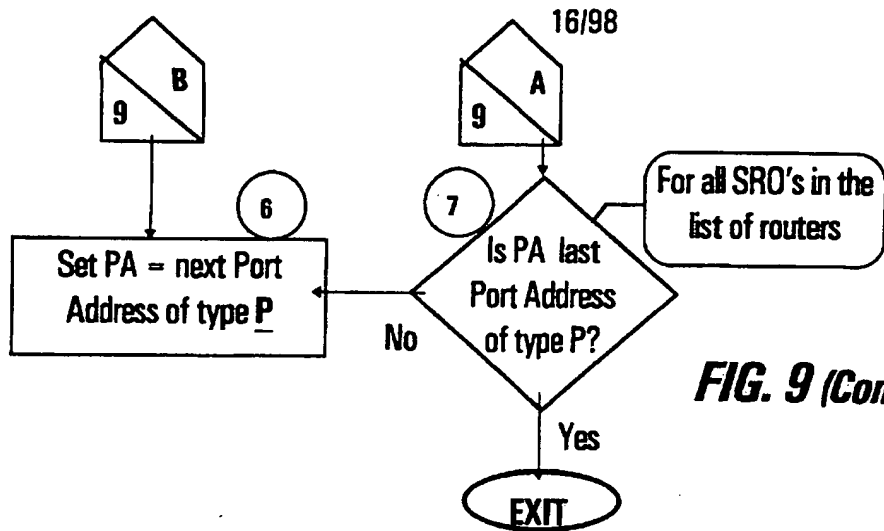 16/98
B
9
A
9
6
7
For all SRO's in the
list of routers
Set PA = next Port
Address of type P
Is PA last
Port Address
of type P?
No
Yes
FIG. 9 (Con
EXIT